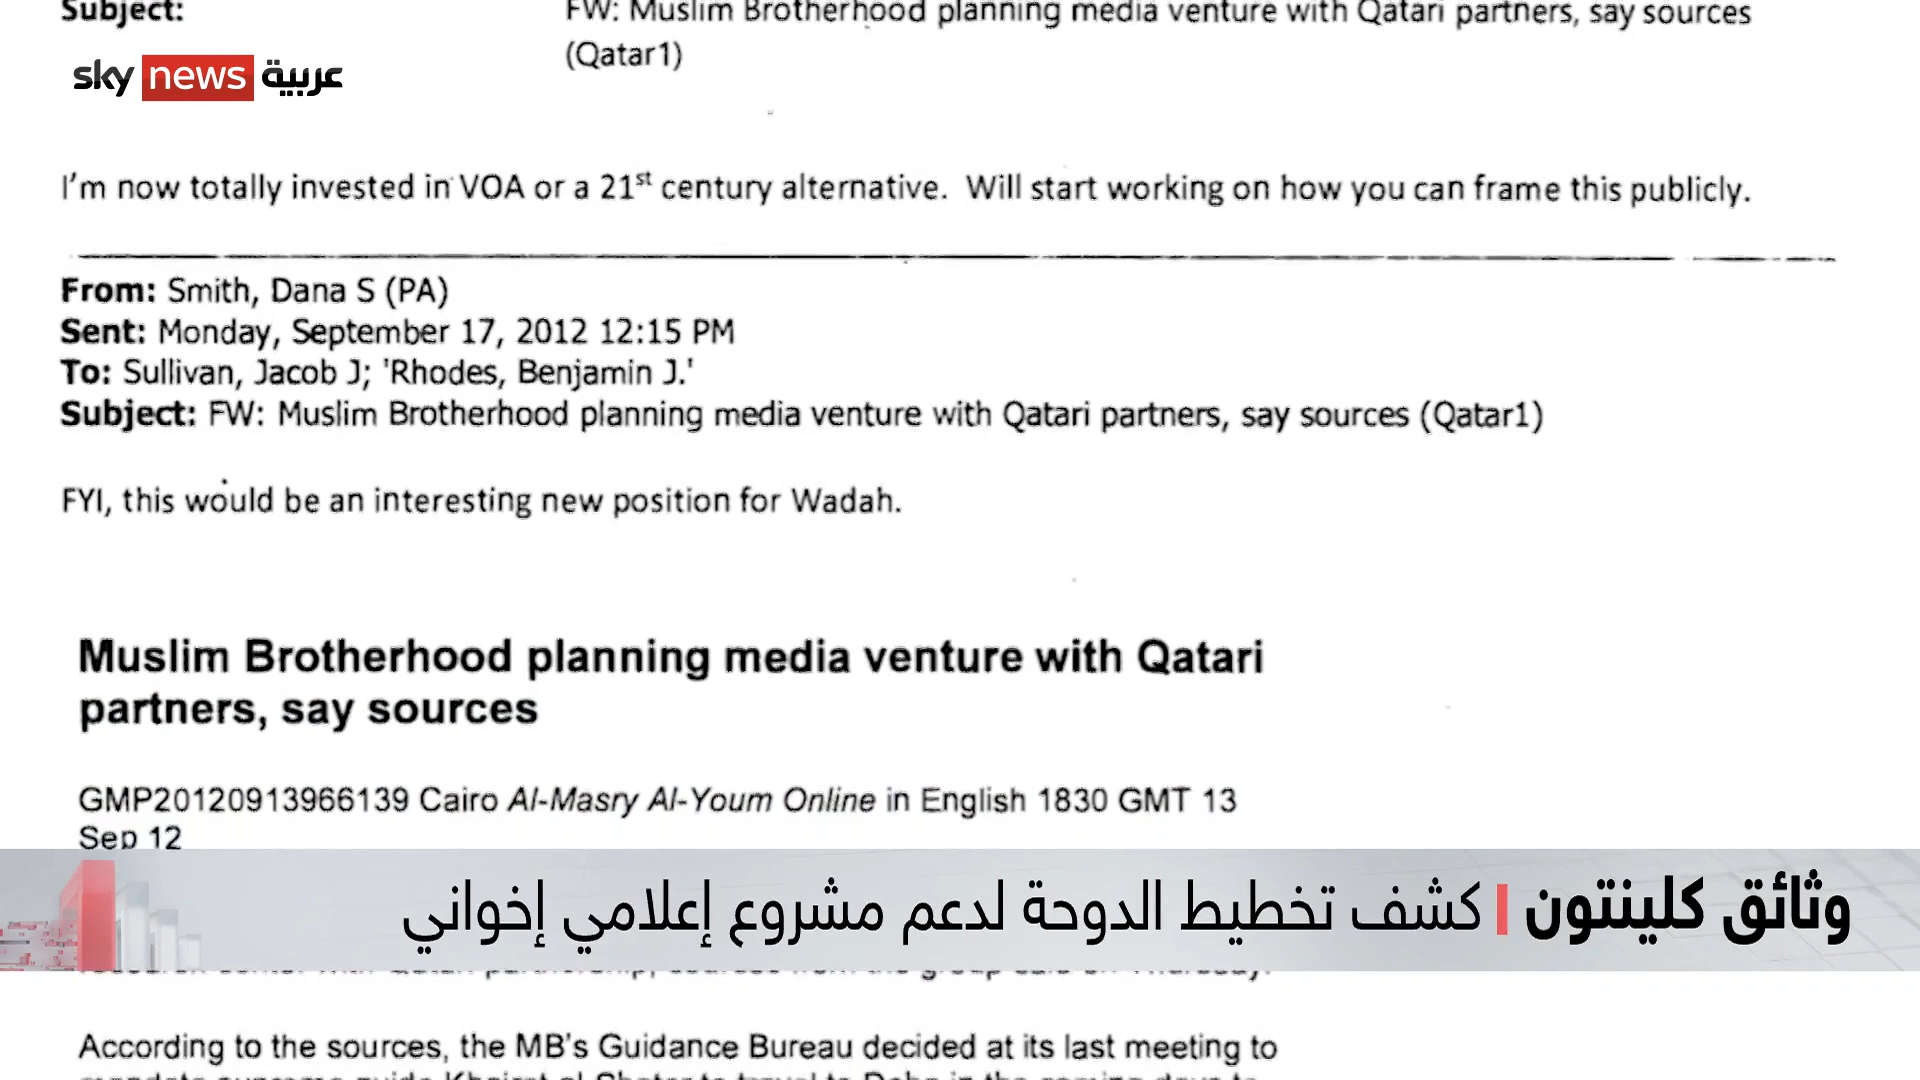 Subject: FW: Muslim Brotherhood planning media venture with Qatari partners, say sources
(Qatar1)
sky news عربية
I'm now totally invested in VOA or a 21st century alternative. Will start working on how you can frame this publicly.
From: Smith, Dana S (PA)
Sent: Monday, September 17, 2012 12:15 PM
To: Sullivan, Jacob J; 'Rhodes, Benjamin J.'
Subject: FW: Muslim Brotherhood planning media venture with Qatari partners, say sources (Qatar1)
FYI, this would be an interesting new position for Wadah.
Muslim Brotherhood planning media venture with Qatari
partners, say sources
GMP20120913966139 Cairo Al-Masry Al-Youm Online in English 1830 GMT 13
Sep 12
وثائق كلينتون | كشف تخطيط الدوحة لدعم مشروع إعلامي إخواني
According to the sources, the MB's Guidance Bureau decided at its last meeting to